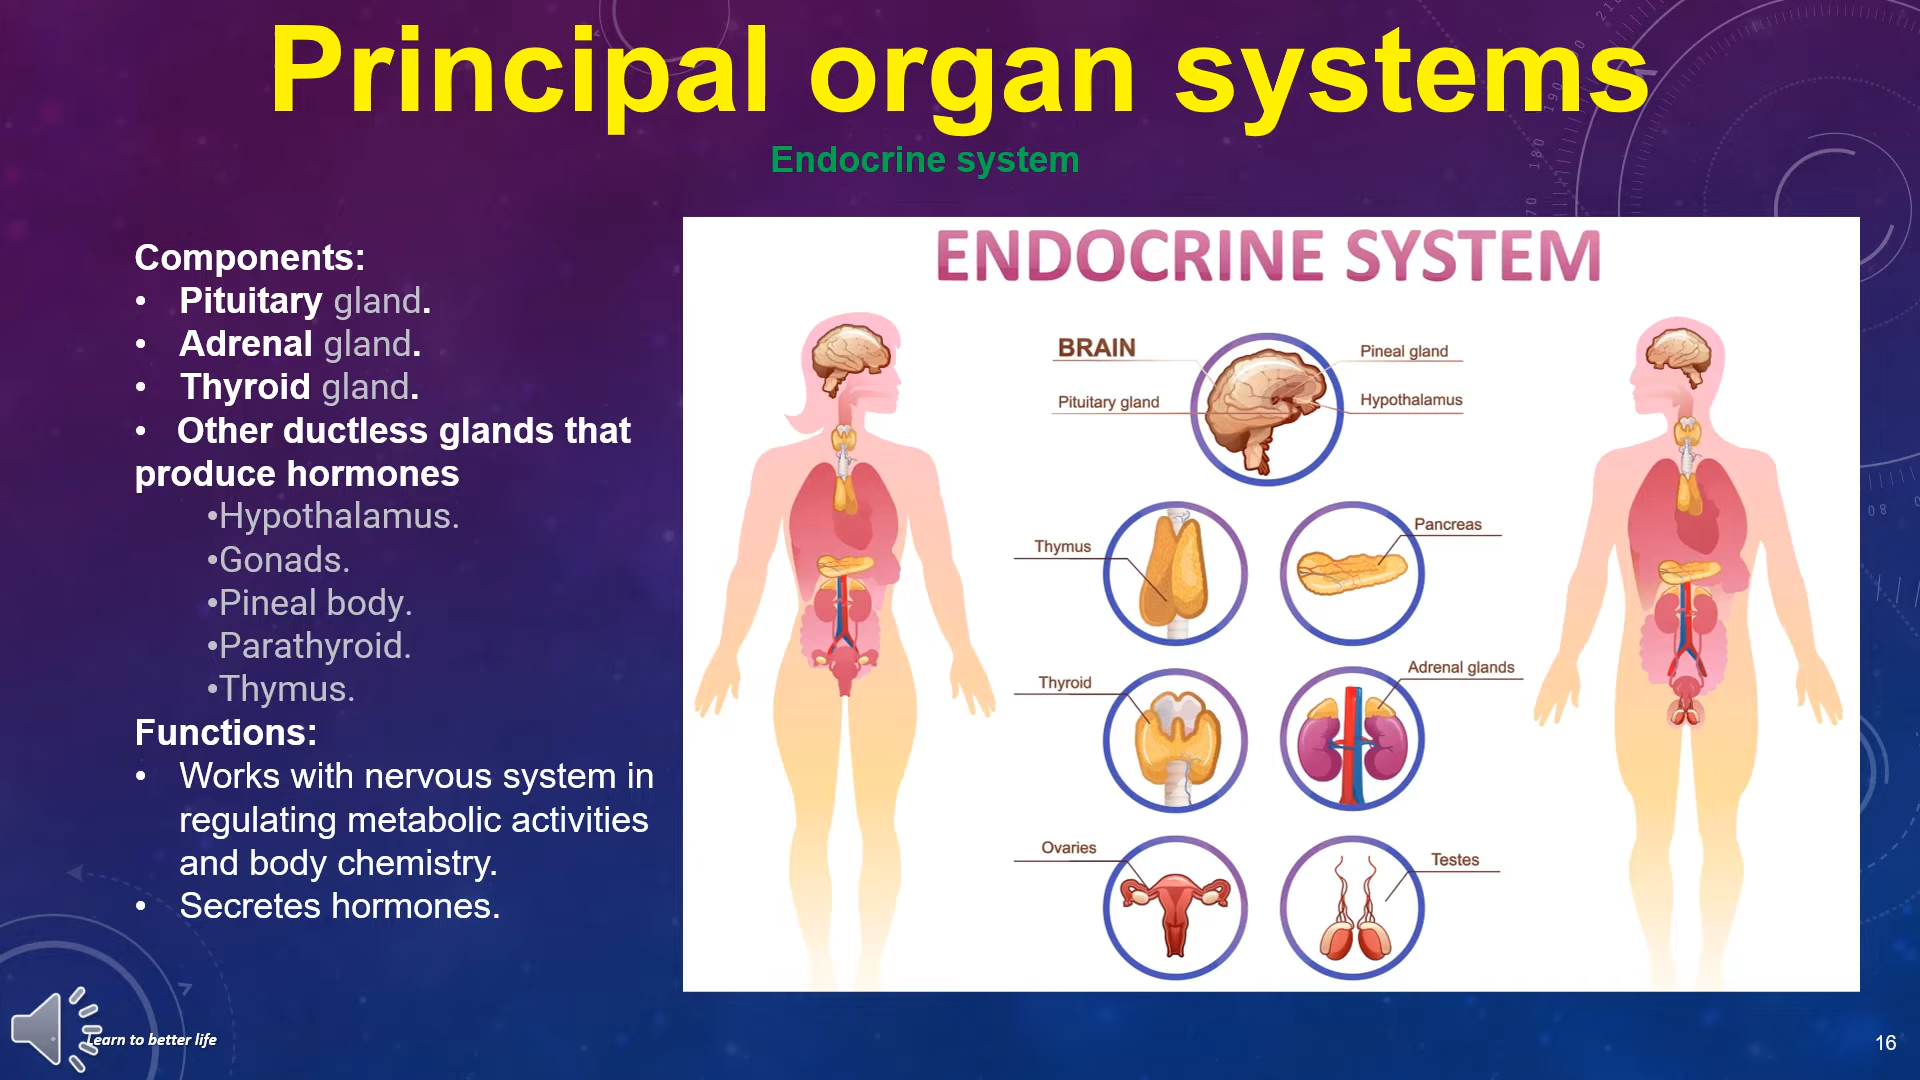 Principal organ systems
Endocrine system
Components:
• Pituitary gland.
• Adrenal gland.
• Thyroid gland.
• Other ductless glands that
produce hormones
•Hypothalamus.
•Gonads.
•Pineal body.
•Parathyroid.
•Thymus.
Functions:
• Works with nervous system in
regulating metabolic activities
and body chemistry.
• Secretes hormones.
ENDOCRINE SYSTEM
BRAIN
Pineal gland
Pituitary gland
Hypothalamus
Thymus
Pancreas
Thyroid
Adrenal glands
Ovaries
Testes
Learn to better life
16